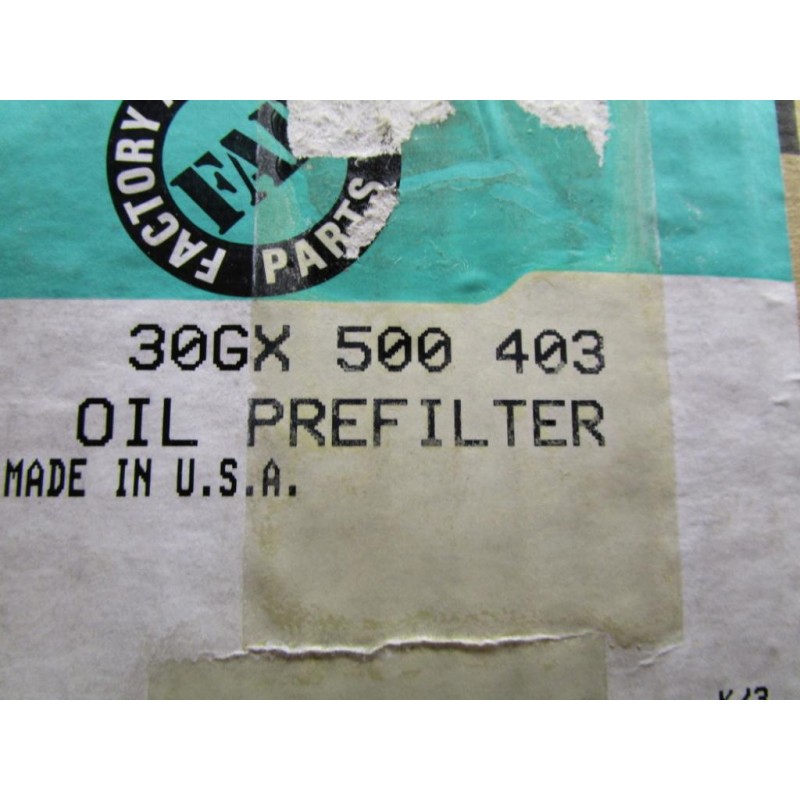 FACTORY
PARTS
30GX 500 403
OIL PREFILTER
MADE IN U.S.A.